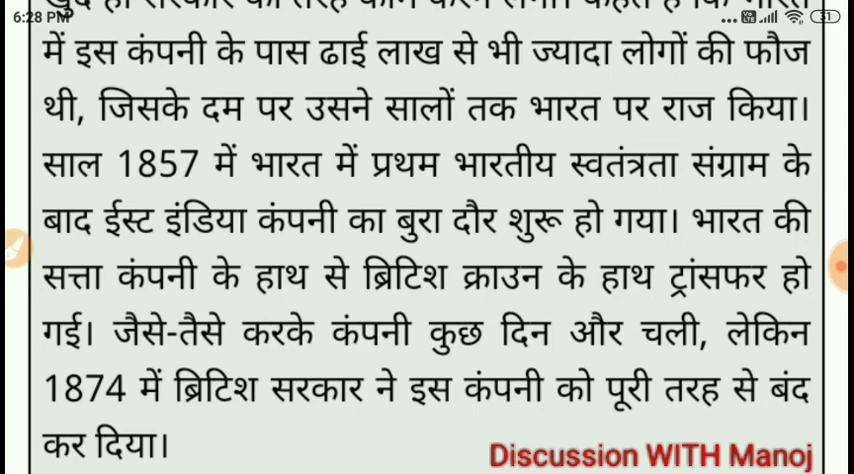 6:28 PM
31
में इस कंपनी के पास ढाई लाख से भी ज्यादा लोगों की फौज
थी, जिसके दम पर उसने सालों तक भारत पर राज किया।
साल 1857 में भारत में प्रथम भारतीय स्वतंत्रता संग्राम के
बाद ईस्ट इंडिया कंपनी का बुरा दौर शुरू हो गया। भारत की
सत्ता कंपनी के हाथ से ब्रिटिश क्राउन के हाथ ट्रांसफर हो
गई। जैसे-तैसे करके कंपनी कुछ दिन और चली, लेकिन
1874 में ब्रिटिश सरकार ने इस कंपनी को पूरी तरह से बंद
कर दिया।
Discussion WITH Manoj